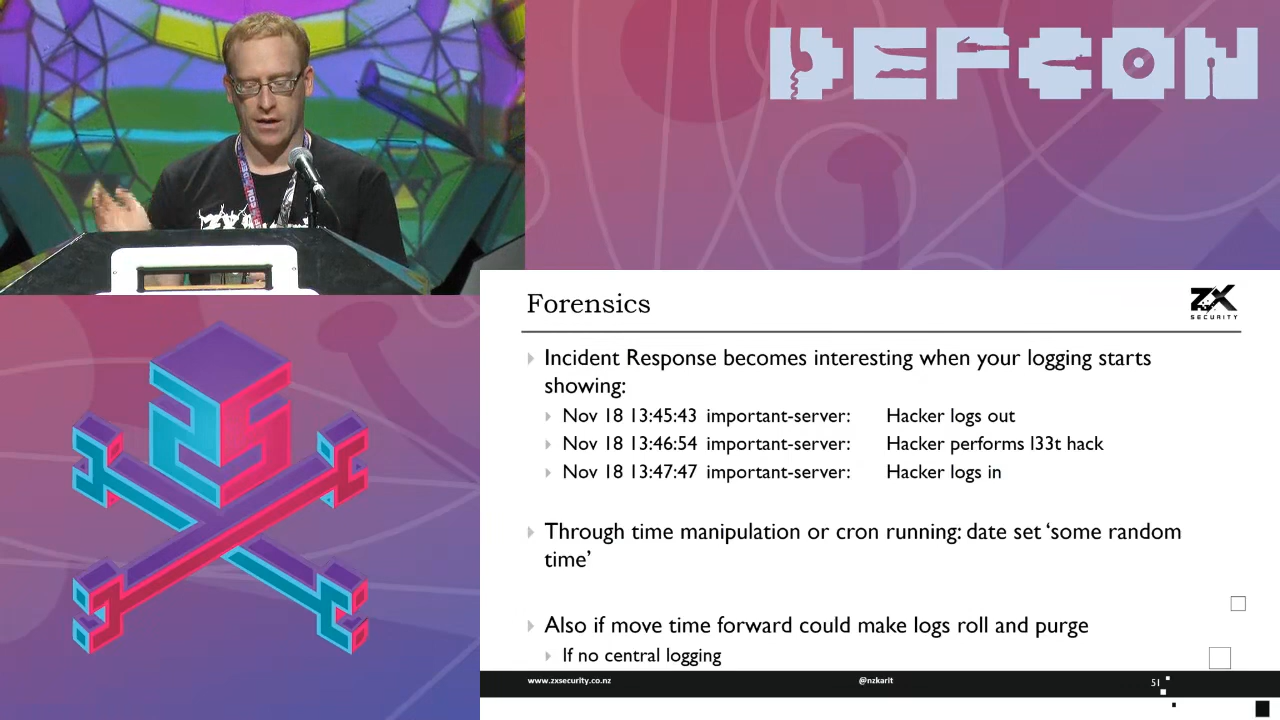 DEFCON
Forensics
ZX
SECURITY
Incident Response becomes interesting when your logging starts
showing:
Nov 18 13:45:43 important-server: Hacker logs out
Nov 18 13:46:54 important-server: Hacker performs l33t hack
Nov 18 13:47:47 important-server: Hacker logs in
Through time manipulation or cron running: date set ‘some random
time’
Also if move time forward could make logs roll and purge
If no central logging
www.zxsecurity.co.nz
@nzkarit
51
25